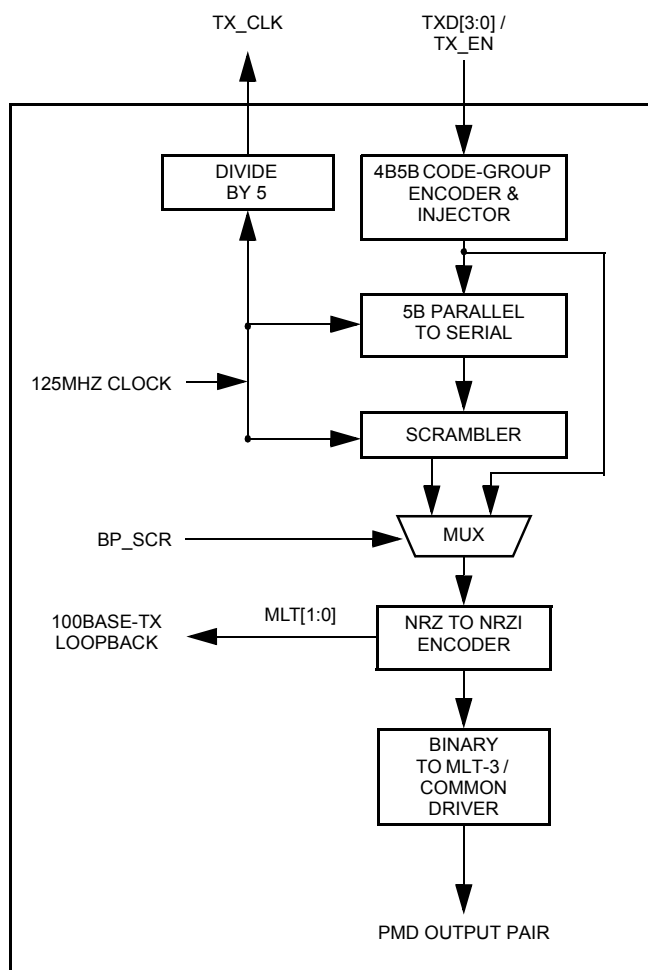 TX_CLK
TXD[3:0] /
TX_EN
DIVIDE
BY 5
4B5B CODE-GROUP
ENCODER &
INJECTOR
5B PARALLEL
TO SERIAL
125MHZ CLOCK
SCRAMBLER
BP_SCR
MUX
100BASE-TX
LOOPBACK
MLT[1:0]
NRZ TO NRZI
ENCODER
BINARY
TO MLT-3 /
COMMON
DRIVER
PMD OUTPUT PAIR